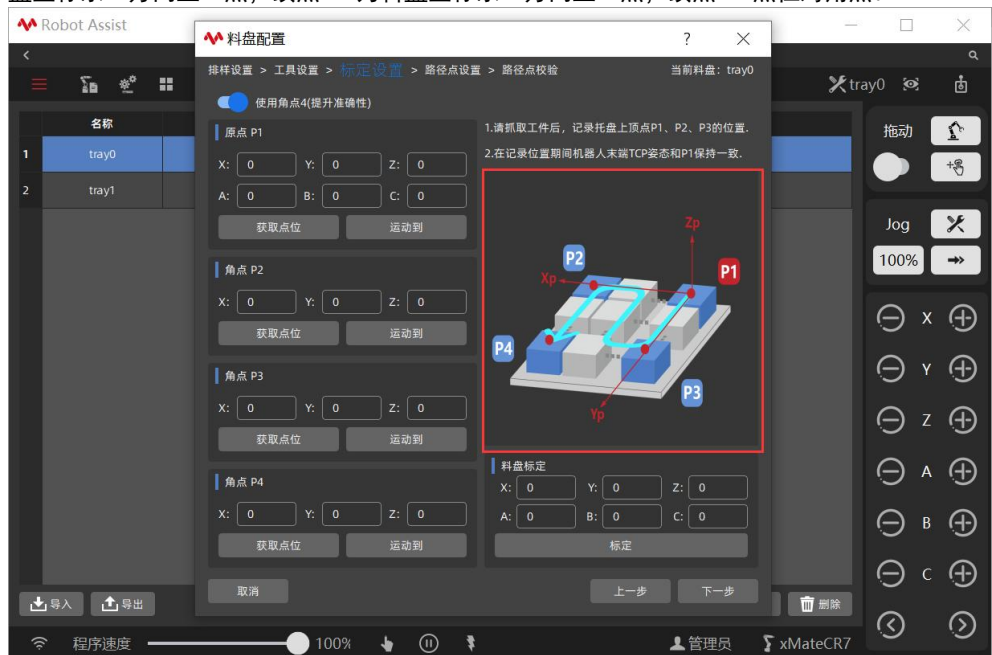 Robot Assist
料盘配置
? 
排样设置 > 工具设置 > 标定设置 > 路径点设置 > 路径点校验
当前料盘：tray0
tray0
名称
1 tray0
2 tray1
使用角点4(提升准确性)
原点 P1
X: 0 Y: 0 Z: 0
A: 0 B: 0 C: 0
获取点位 运动到
角点 P2
X: 0 Y: 0 Z: 0
获取点位 运动到
角点 P3
X: 0 Y: 0 Z: 0
获取点位 运动到
角点 P4
X: 0 Y: 0 Z: 0
获取点位 运动到
1.请抓取工件后，记录托盘上顶点P1、P2、P3的位置.
2.在记录位置期间机器人末端TCP姿态和P1保持一致.
Zp
P2
P1
Xp
P4
P3
Yp
料盘标定
X: 0 Y: 0 Z: 0
A: 0 B: 0 C: 0
标定
取消 上一步 下一步
拖动
Jog
100%
X
Y
Z
A
B
C
导入 导出 删除
程序速度 100% 管理员 xMateCR7